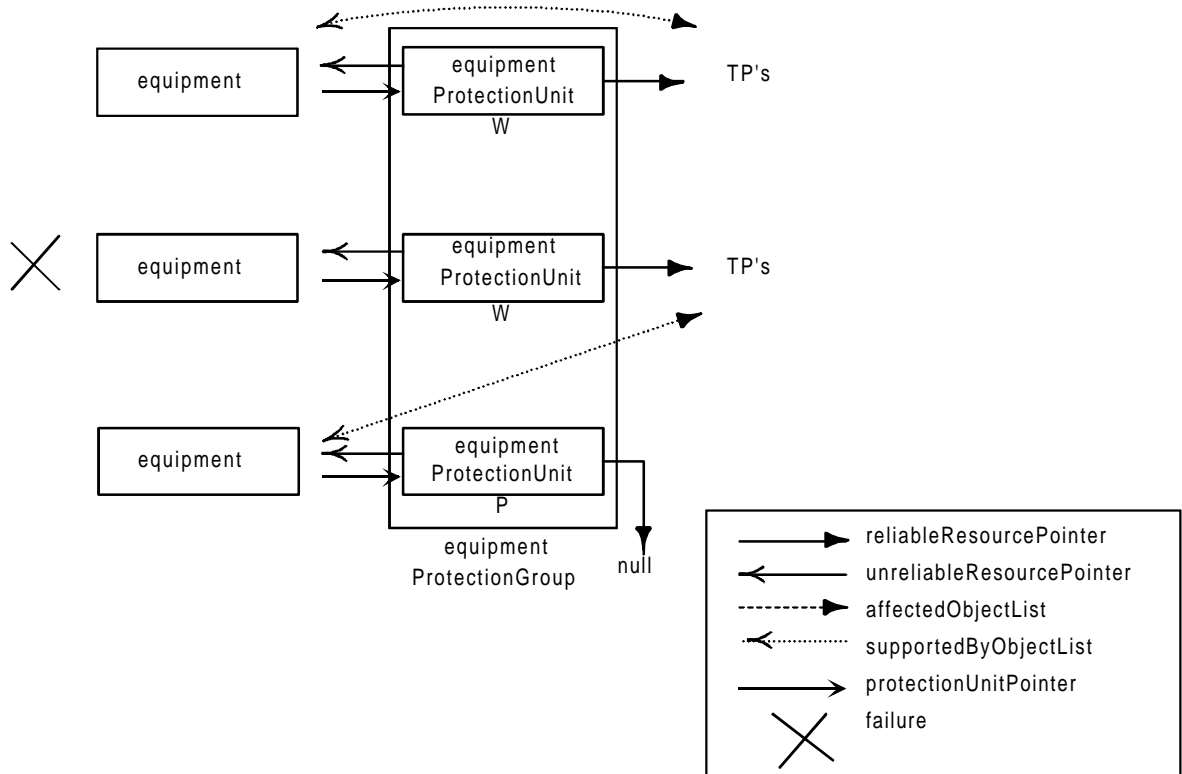 equipment
equipment
ProtectionUnit
W
TP's
equipment
equipment
ProtectionUnit
W
TP's
equipment
equipment
ProtectionUnit
P
equipment
ProtectionGroup
null
reliableResourcePointer
unreliableResourcePointer
affectedObjectList
supportedByObjectList
protectionUnitPointer
failure